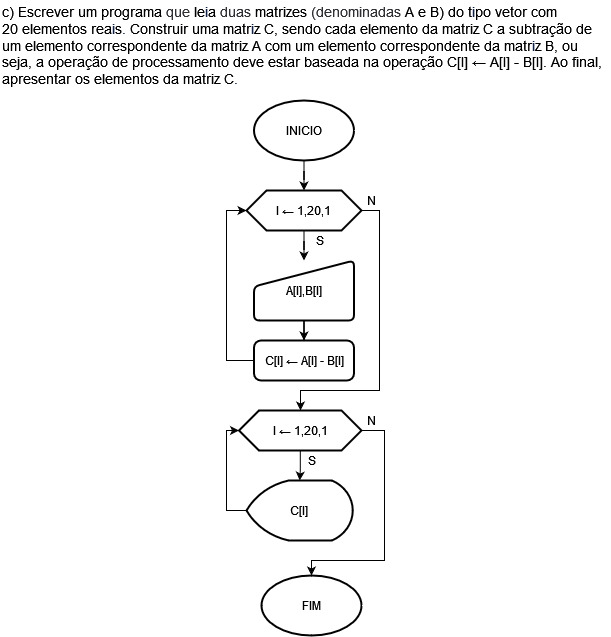 c) Escrever um programa que leia duas matrizes (denominadas A e B) do tipo vetor com
20 elementos reais. Construir uma matriz C, sendo cada elemento da matriz C a subtração de
um elemento correspondente da matriz A com um elemento correspondente da matriz B, ou
seja, a operação de processamento deve estar baseada na operação C[I] ← A[I] - B[I]. Ao final,
apresentar os elementos da matriz C.
INICIO
I ← 1,20,1
N
S
A[I],B[I]
C[I] ← A[I] - B[I]
I ← 1,20,1
N
S
C[I]
FIM